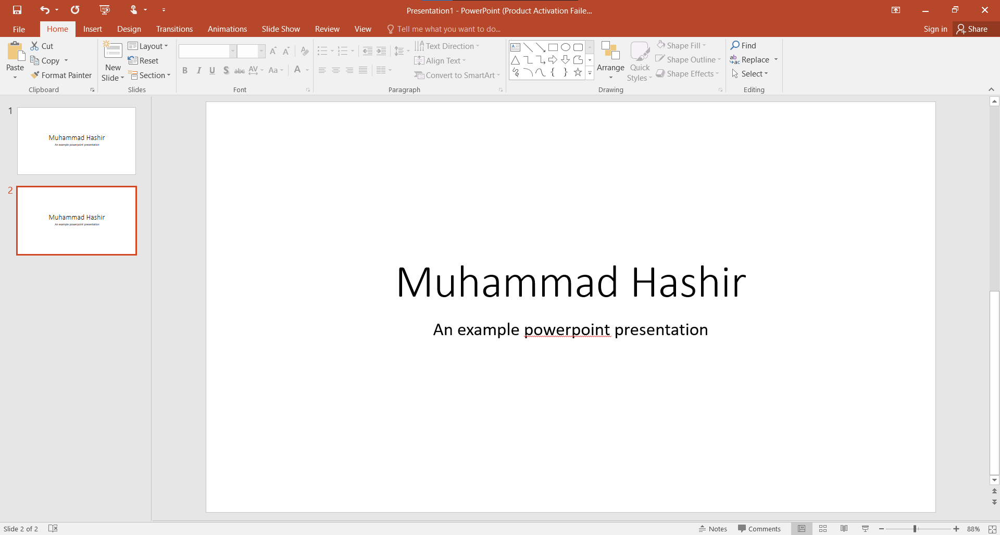 Presentation1 - PowerPoint (Product Activation Faile...
File Home Insert Design Transitions Animations Slide Show Review View Tell me what you want to do... Sign in Share
Paste
Cut
Copy
Format Painter
Clipboard
New
Slide
Layout
Reset
Section
Slides
B I U S abc AV Aa A
Font
Text Direction
Align Text
Convert to SmartArt
Paragraph
Arrange
Quick
Styles
Shape Fill
Shape Outline
Shape Effects
Drawing
Find
Replace
Select
Editing
1
Muhammad Hashir
An example powerpoint presentation
2
Muhammad Hashir
An example powerpoint presentation
Muhammad Hashir
An example powerpoint presentation
Slide 2 of 2 Notes Comments 88%